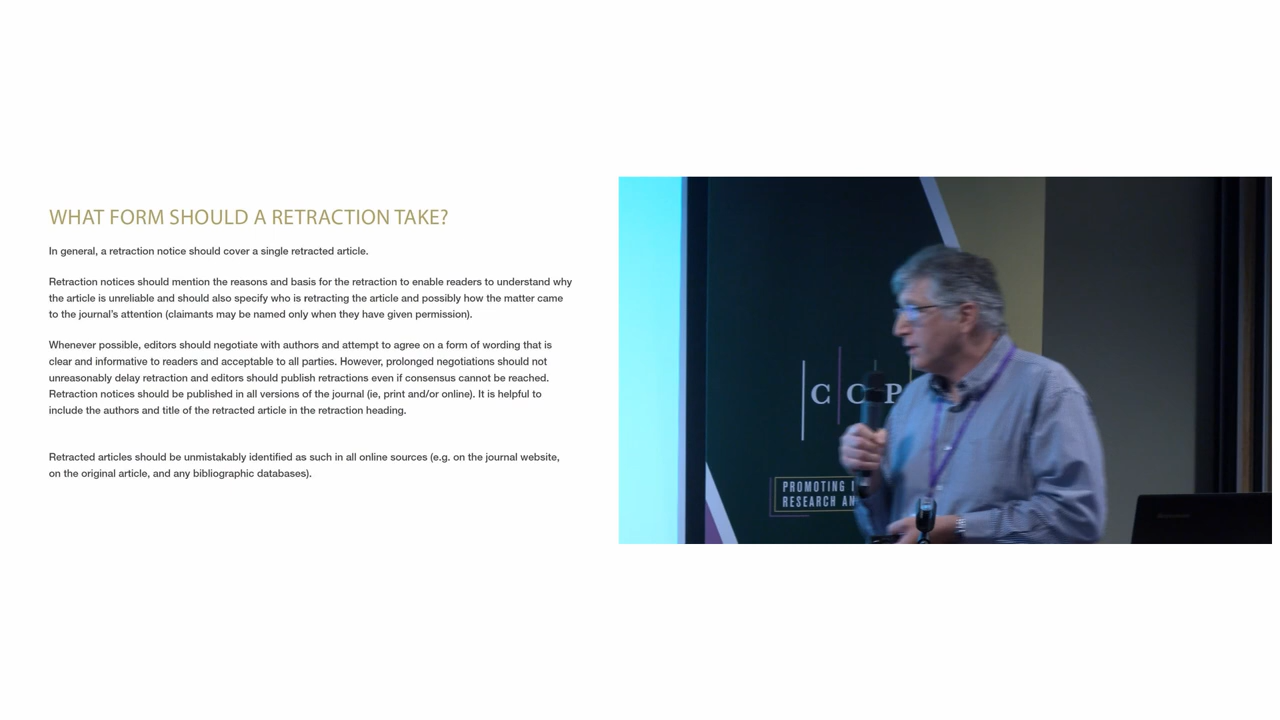 WHAT FORM SHOULD A RETRACTION TAKE?
In general, a retraction notice should cover a single retracted article.
Retraction notices should mention the reasons and basis for the retraction to enable readers to understand why
the article is unreliable and should also specify who is retracting the article and possibly how the matter came
to the journal's attention (claimants may be named only when they have given permission).
Whenever possible, editors should negotiate with authors and attempt to agree on a form of wording that is
clear and informative to readers and acceptable to all parties. However, prolonged negotiations should not
unreasonably delay retraction and editors should publish retractions even if consensus cannot be reached.
Retraction notices should be published in all versions of the journal (ie, print and/or online). It is helpful to
include the authors and title of the retracted article in the retraction heading.
Retracted articles should be unmistakably identified as such in all online sources (e.g. on the journal website,
on the original article, and any bibliographic databases).
C O P
PROMOTING I
RESEARCH AN